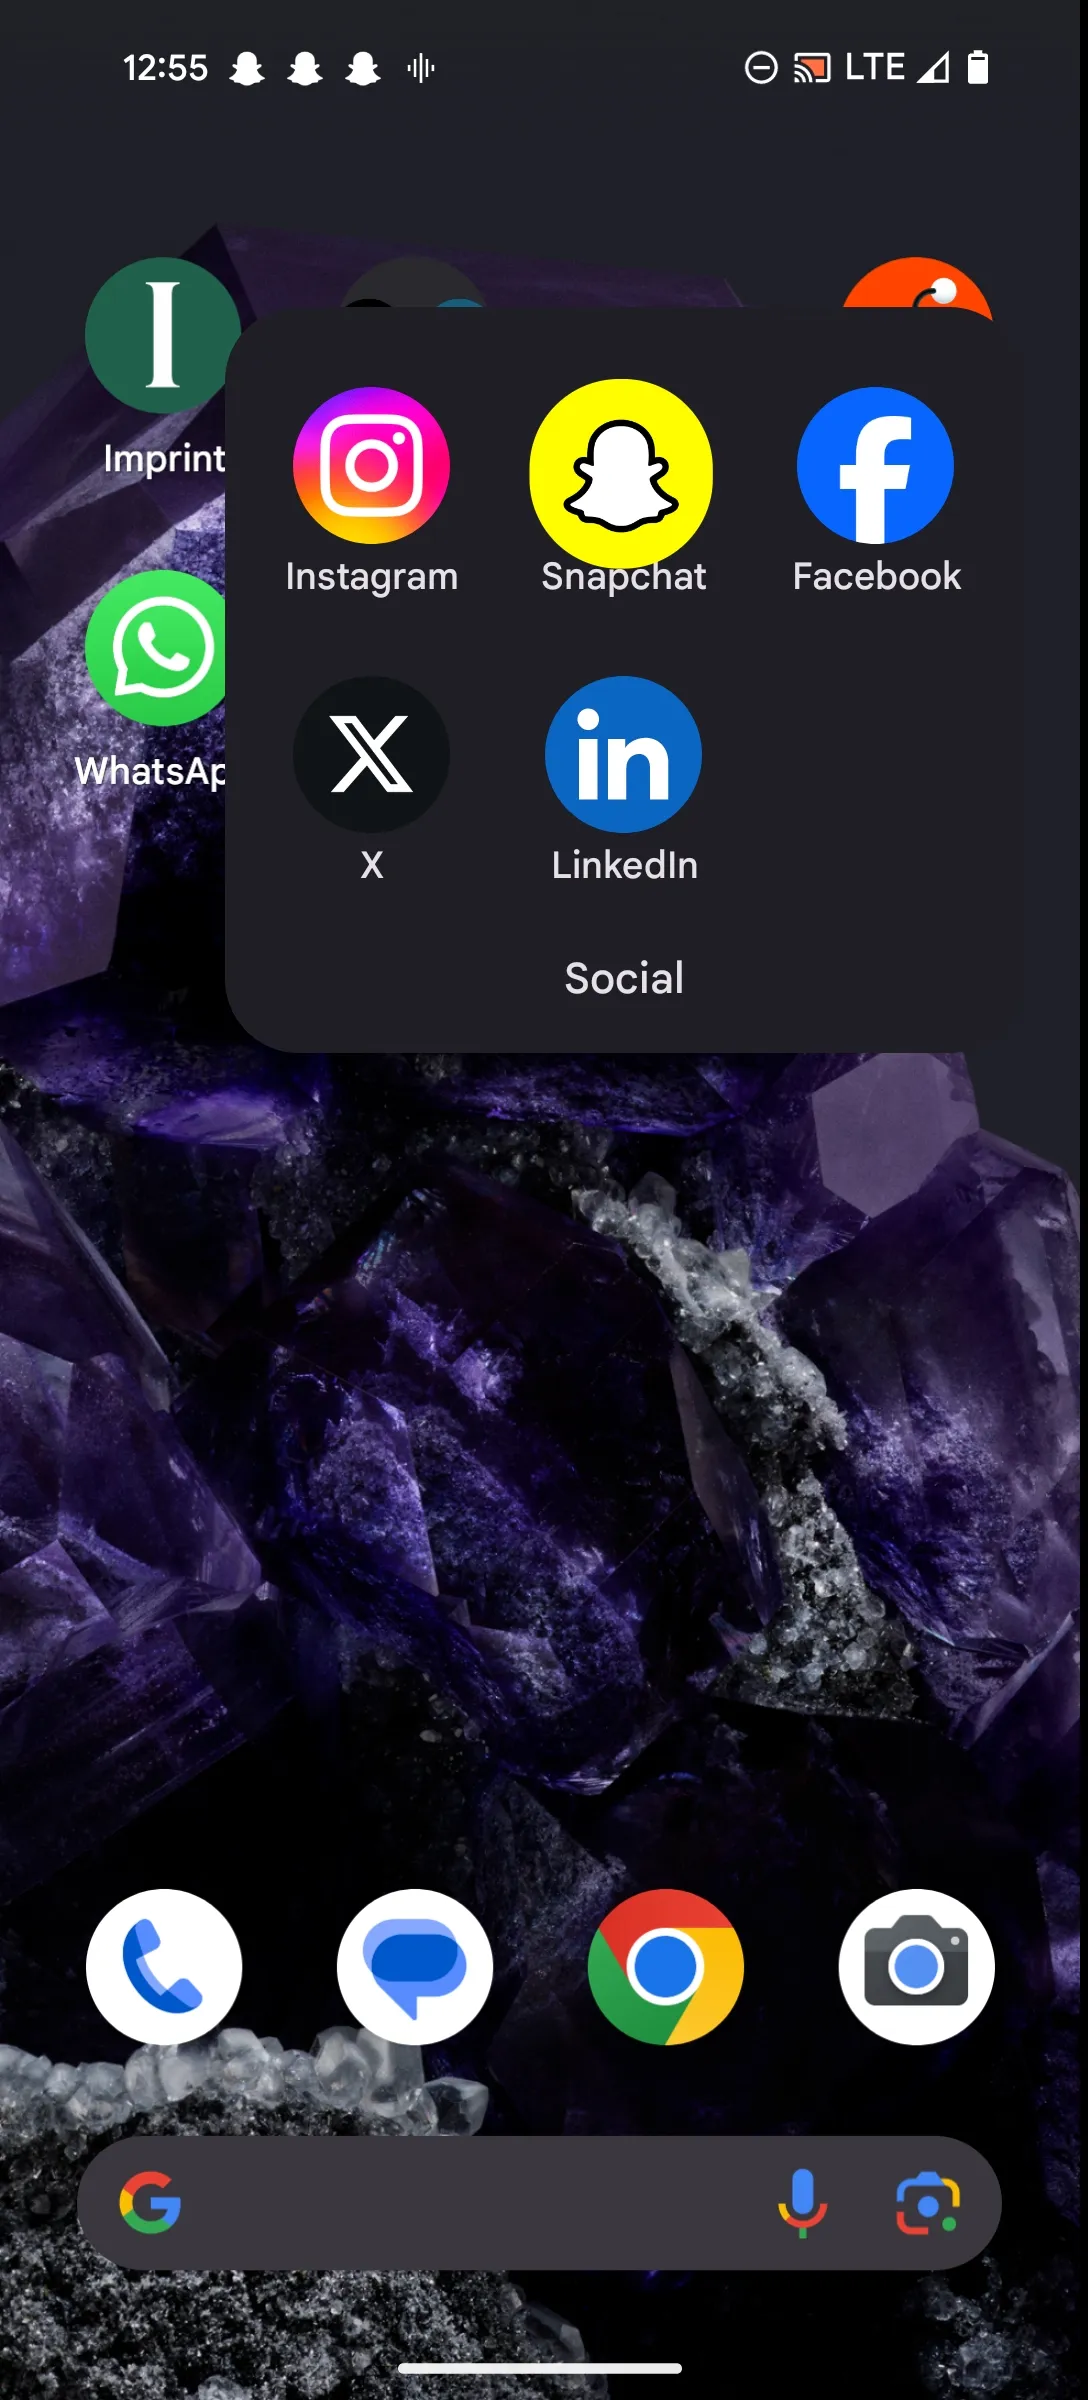 12:55
LTE
Imprint
Instagram
Snapchat
Facebook
WhatsAp
X
LinkedIn
Social